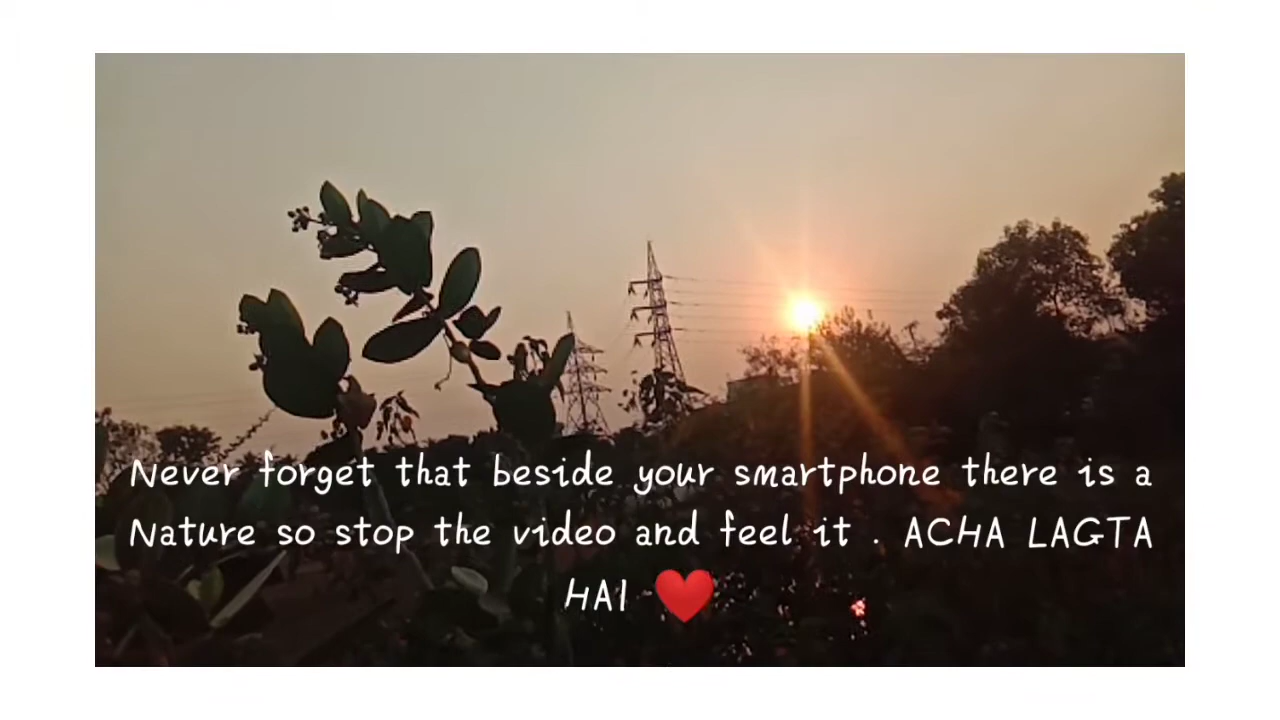 Never forget that beside your smartphone there is a
Nature so stop the video and feel it . ACHA LAGTA
HAI ❤️